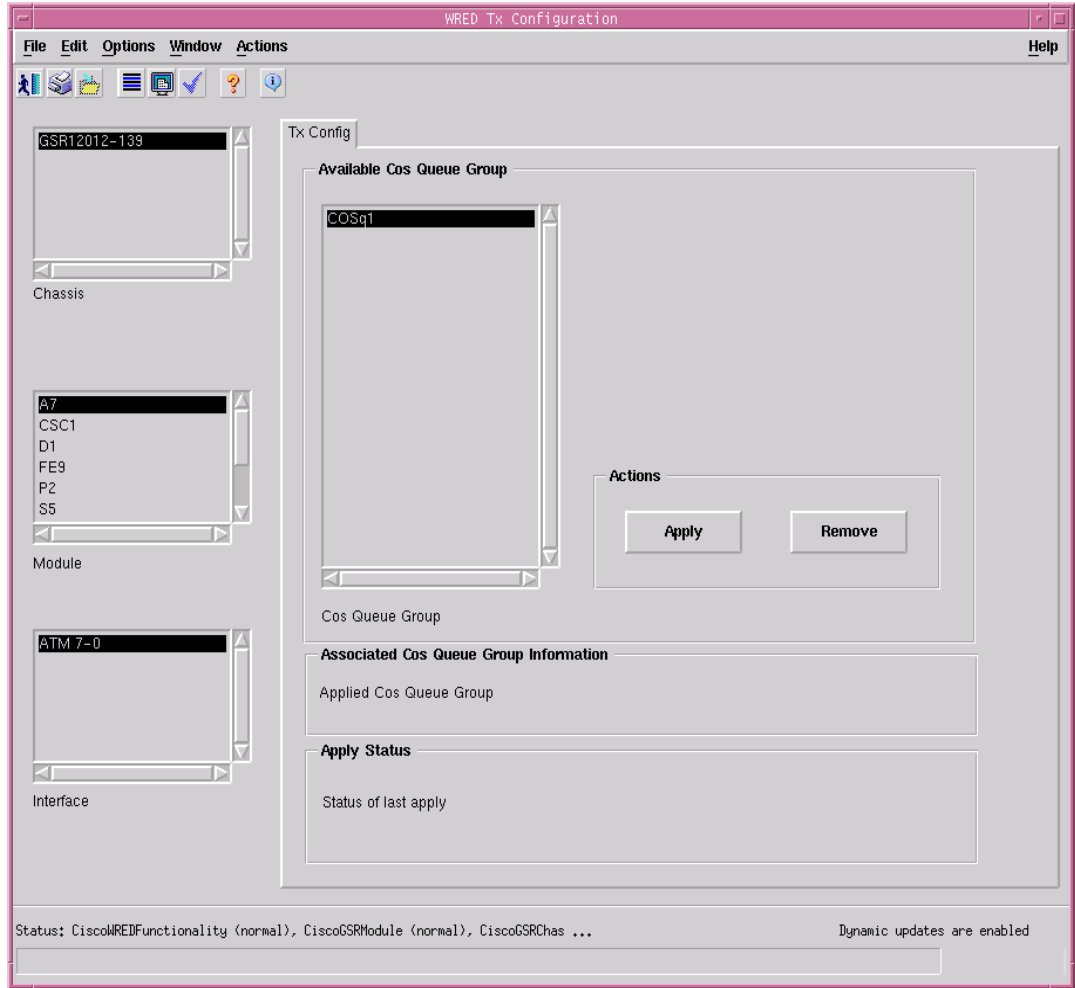 WRED Tx Configuration
File Edit Options Window Actions Help
GSR12012-139
Chassis
A7
CSC1
D1
FE9
P2
S5
Module
ATM 7-0
Interface
Tx Config
Available Cos Queue Group
COSq1
Cos Queue Group
Actions
Apply Remove
Associated Cos Queue Group Information
Applied Cos Queue Group
Apply Status
Status of last apply
Status: CiscoWREDFunctionality (normal), CiscoGSRModule (normal), CiscoGSRChas ... Dynamic updates are enabled